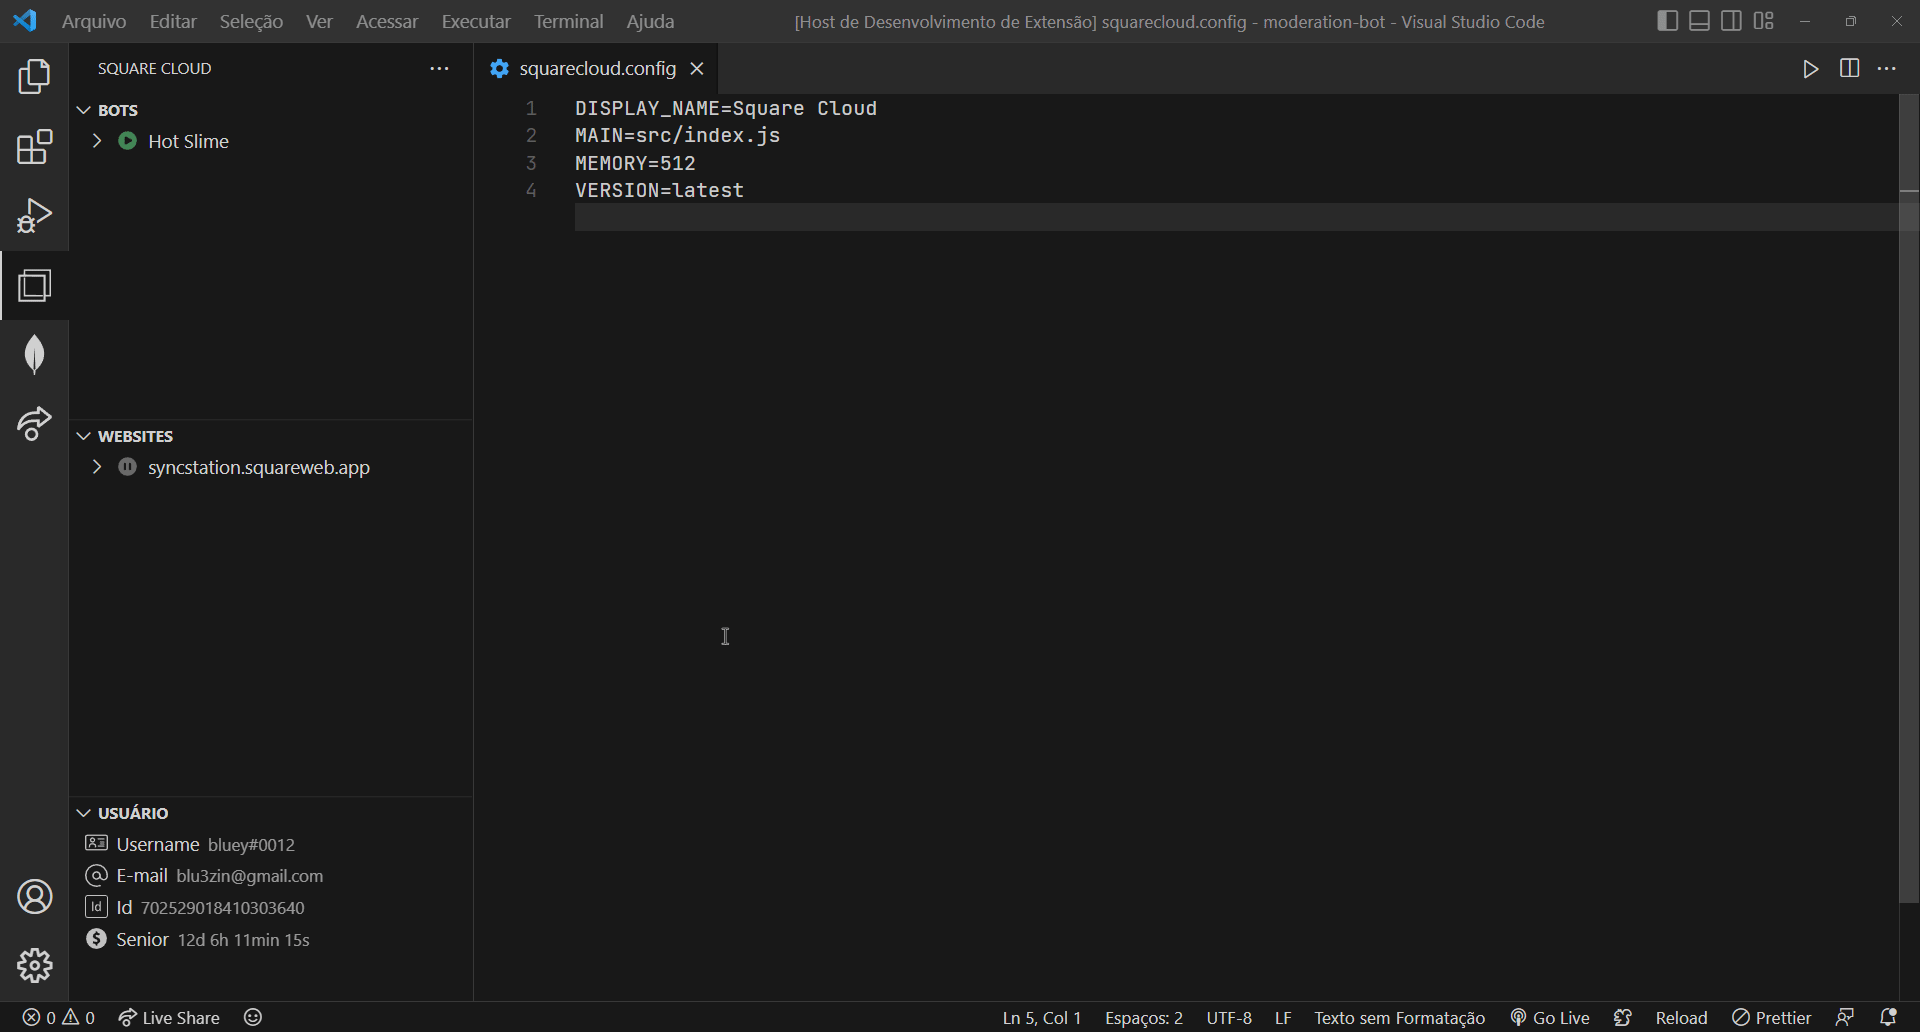 Arquivo Editar Seleção Ver Acessar Executar Terminal Ajuda [Host de Desenvolvimento de Extensão] squarecloud.config - moderation-bot - Visual Studio Code
SQUARE CLOUD
BOTS
Hot Slime
WEBSITES
syncstation.squareweb.app
USUÁRIO
Username bluey#0012
E-mail blu3zin@gmail.com
Id Id 702529018410303640
$ Senior 12d 6h 11min 15s
squarecloud.config
1 DISPLAY_NAME=Square Cloud
2 MAIN=src/index.js
3 MEMORY=512
4 VERSION=latest
0 0 Live Share Ln 5, Col 1 Espaços: 2 UTF-8 LF Texto sem Formatação Go Live Reload Prettier